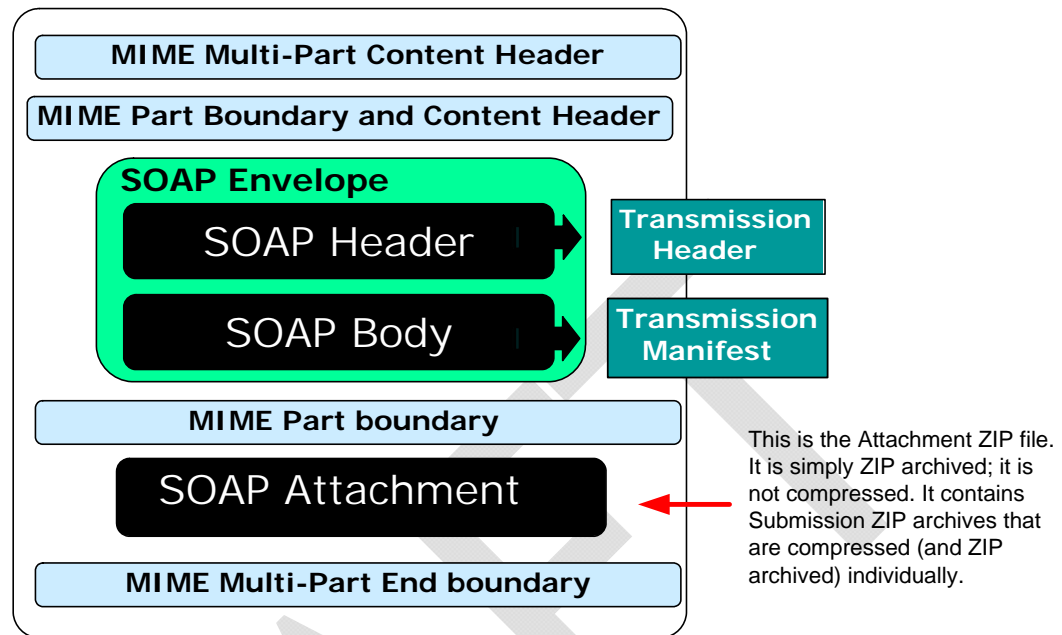 MIME Multi-Part Content Header
MIME Part Boundary and Content Header
SOAP Envelope
SOAP Header
Transmission
Header
SOAP Body
Transmission
Manifest
MIME Part boundary
SOAP Attachment
This is the Attachment ZIP file.
It is simply ZIP archived; it is
not compressed. It contains
Submission ZIP archives that
are compressed (and ZIP
archived) individually.
MIME Multi-Part End boundary